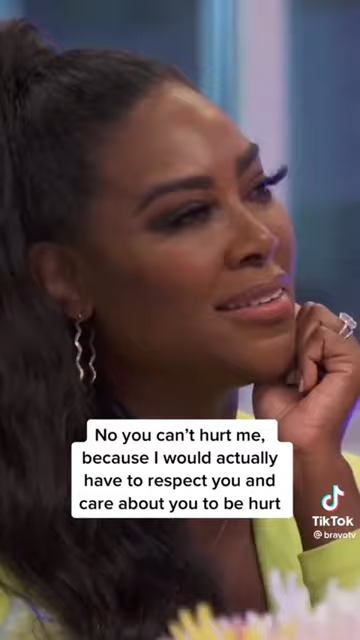 No you can’t hurt me,
because I would actually
have to respect you and
care about you to be hurt
TikTok
@bravotv